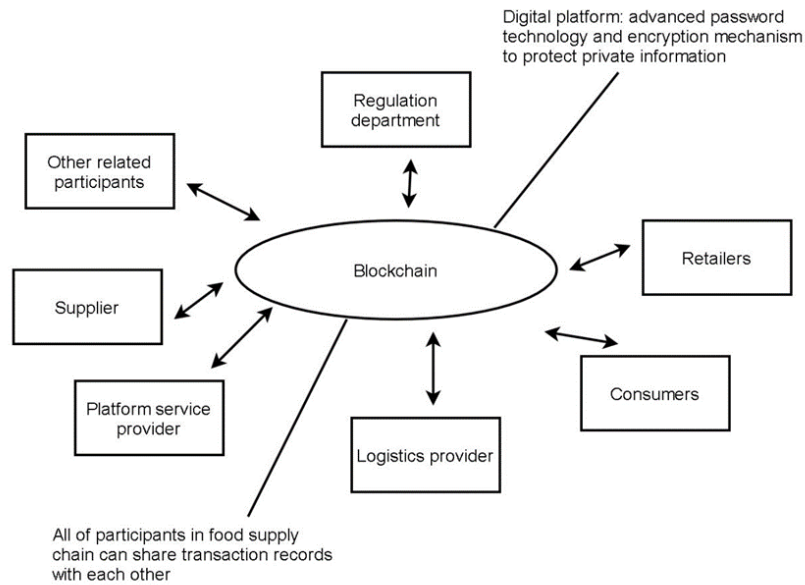 Digital platform: advanced password
technology and encryption mechanism
to protect private information
Regulation
department
Other related
participants
Blockchain
Retailers
Supplier
Consumers
Platform service
provider
Logistics provider
All of participants in food supply
chain can share transaction records
with each other